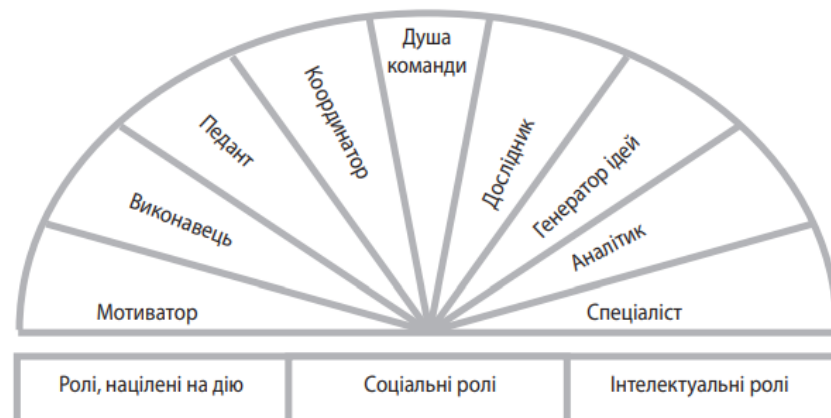 Мотиватор
Виконавець
Педант
Координатор
Душа
команди
Дослідник
Генератор ідей
Аналітик
Спеціаліст
Ролі, націлені на дію
Соціальні ролі
Інтелектуальні ролі